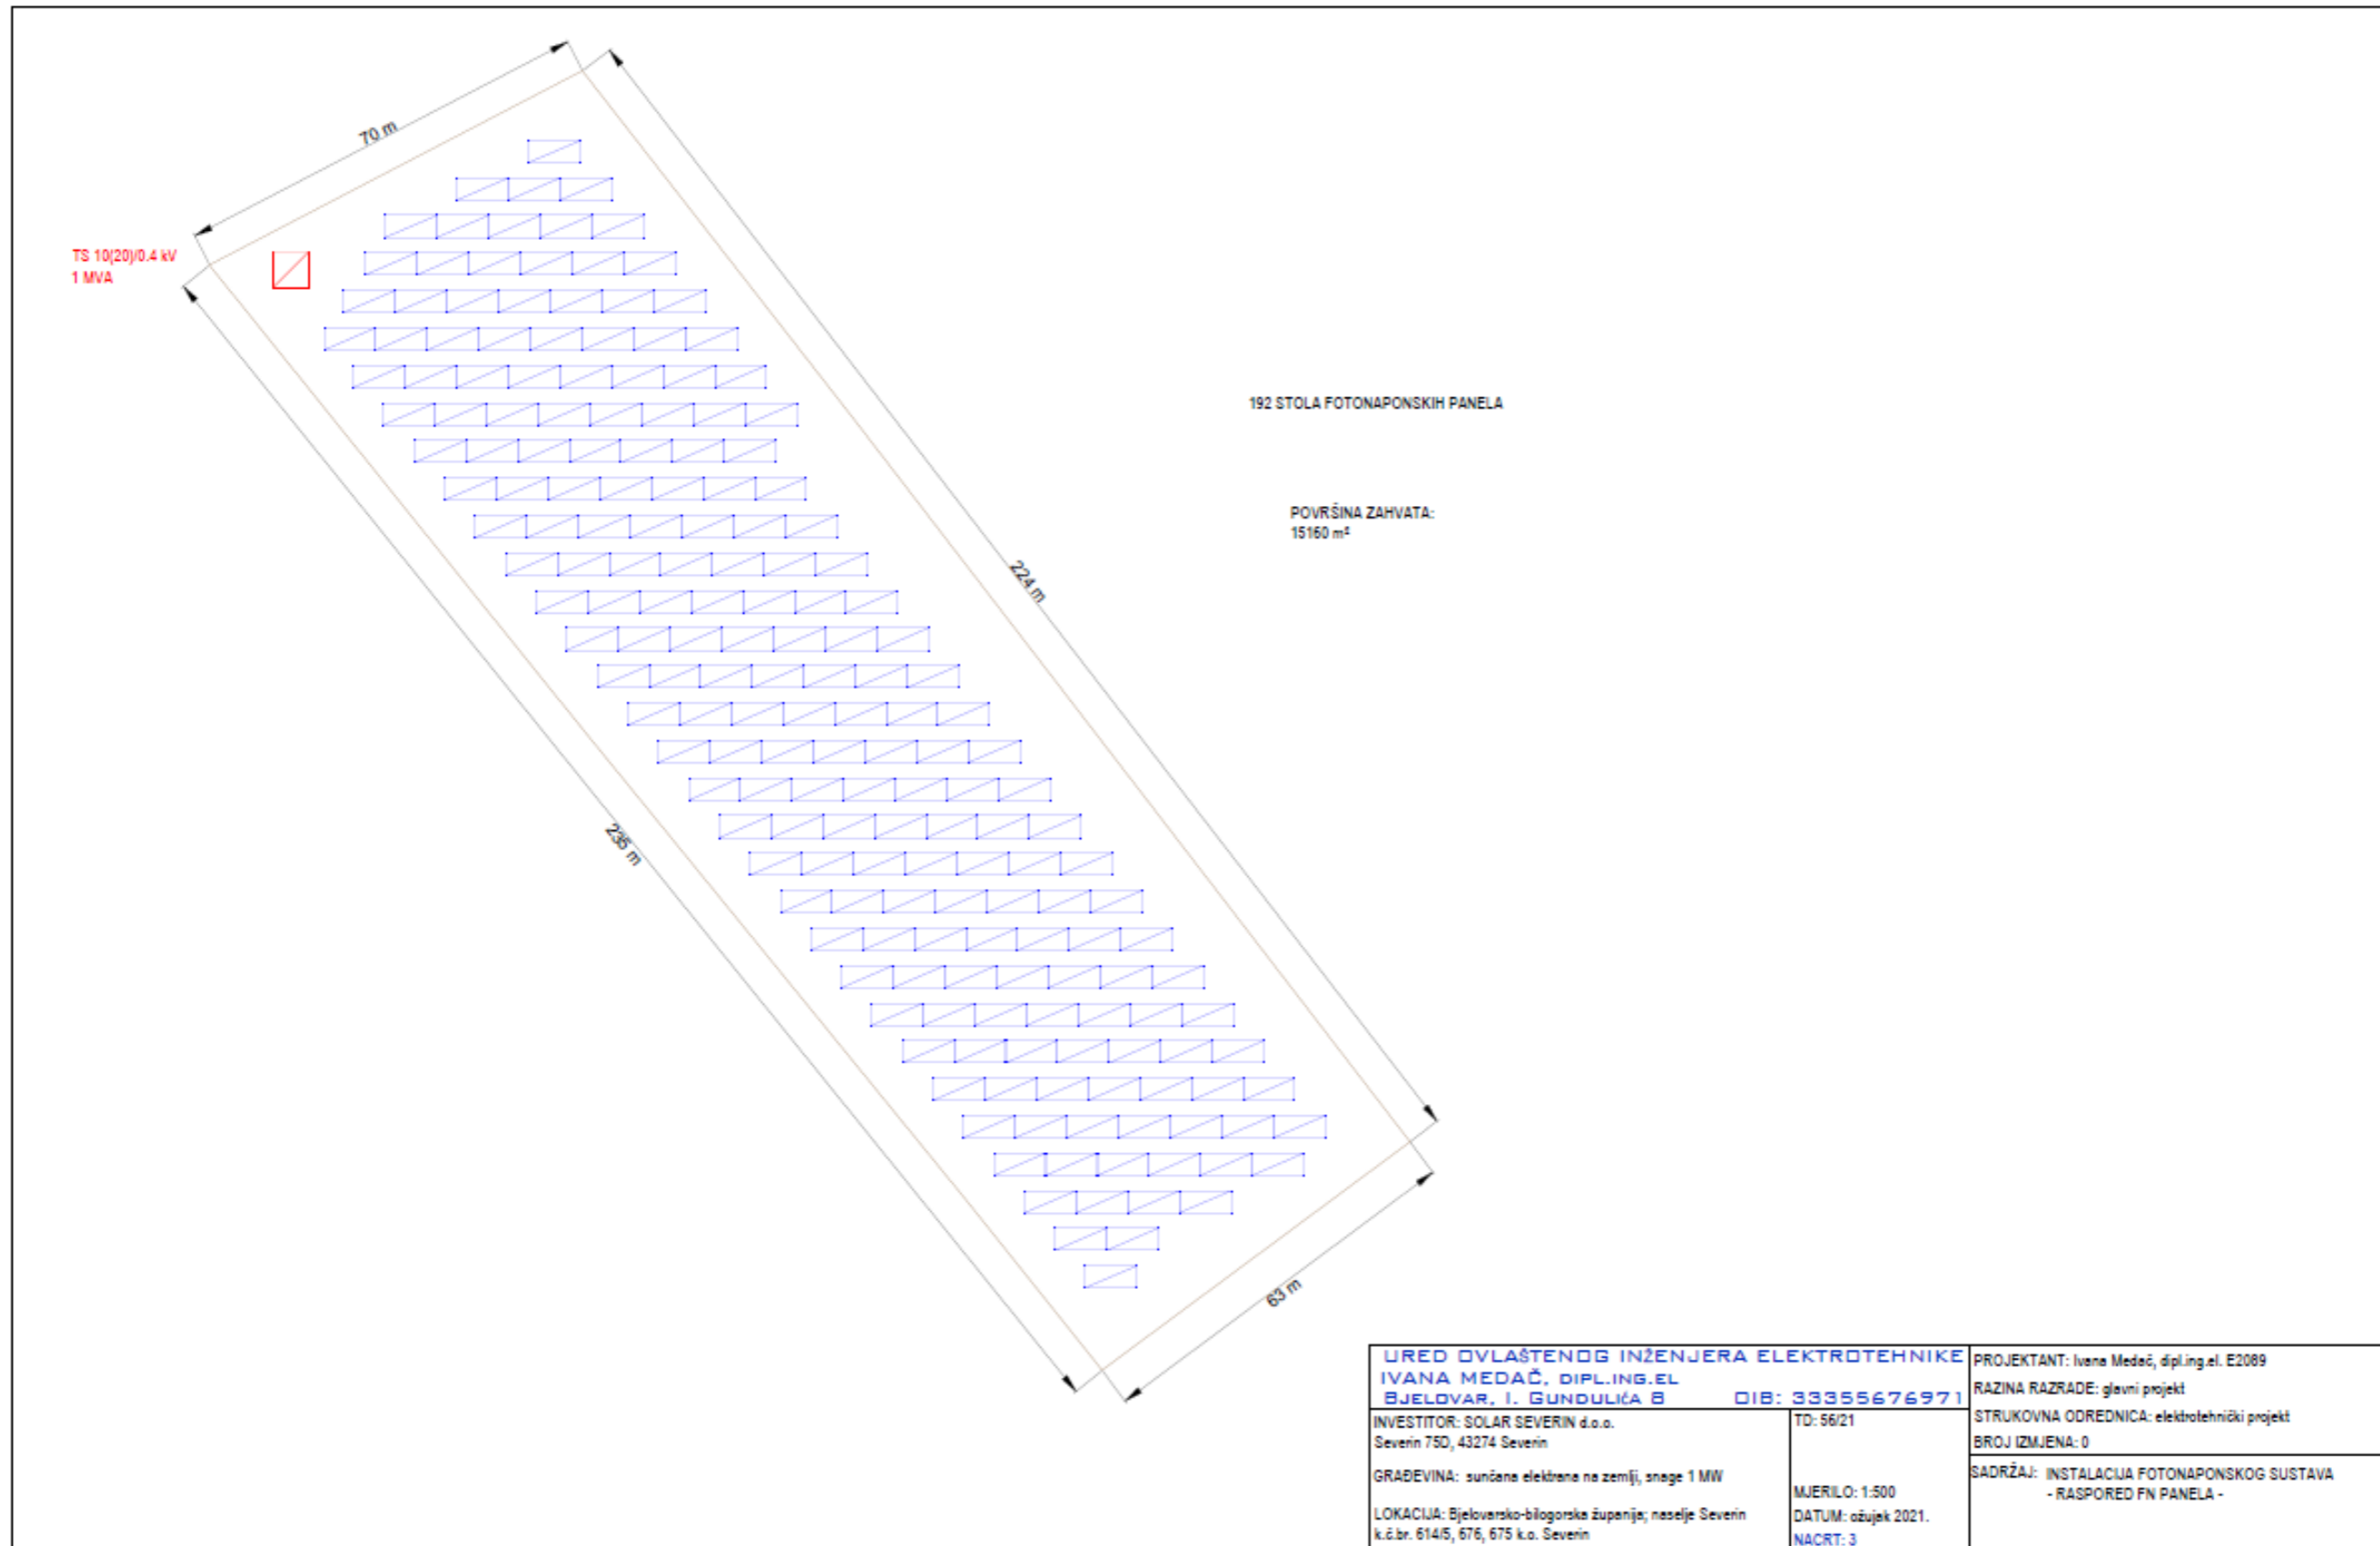 70 m
TS 10(20)/0.4 kV
1 MVA
192 STOLA FOTONAPONSKIH PANELA
POVRŠINA ZAHVATA:
15160 m²
224 m
235 m
63 m
URED OVLAŠTENOG INŽENJERA ELEKTROTEHNIKE
IVANA MEDAČ, DIPL.ING.EL
BJELOVAR, I. GUNDULIĆA 8 OIB: 33355676971
INVESTITOR: SOLAR SEVERIN d.o.o.
Severin 75D, 43274 Severin
GRAĐEVINA: sunčana elektrana na zemlji, snage 1 MW
LOKACIJA: Bjelovarsko-bilogorska županija; naselje Severin
k.č.br. 614/5, 676, 675 k.o. Severin
TD: 56/21
MJERILO: 1:500
DATUM: ožujak 2021.
NACRT: 3
PROJEKTANT: Ivana Medač, dipl.ing.el. E2089
RAZINA RAZRADE: glavni projekt
STRUKOVNA ODREDNICA: elektrotehnički projekt
BROJ IZMJENA: 0
SADRŽAJ: INSTALACIJA FOTONAPONSKOG SUSTAVA
- RASPORED FN PANELA -